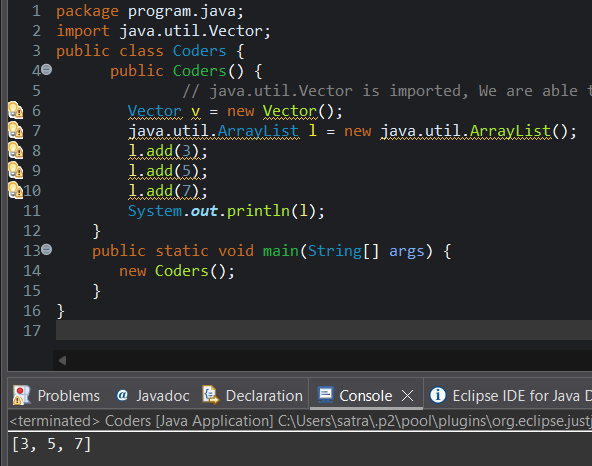 1 package program.java;
2 import java.util.Vector;
3 public class Coders {
4 public Coders() {
5 // java.util.Vector is imported, We are able
6 Vector v = new Vector();
7 java.util.ArrayList l = new java.util.ArrayList();
8 l.add(3);
9 l.add(5);
10 l.add(7);
11 System.out.println(l);
12 }
13 public static void main(String[] args) {
14 new Coders();
15 }
16 }
17
Problems @ Javadoc Declaration Console Eclipse IDE for Java
<terminated> Coders [Java Application] C:\Users\satra\.p2\pool\plugins\org.eclipse.justj
[3, 5, 7]